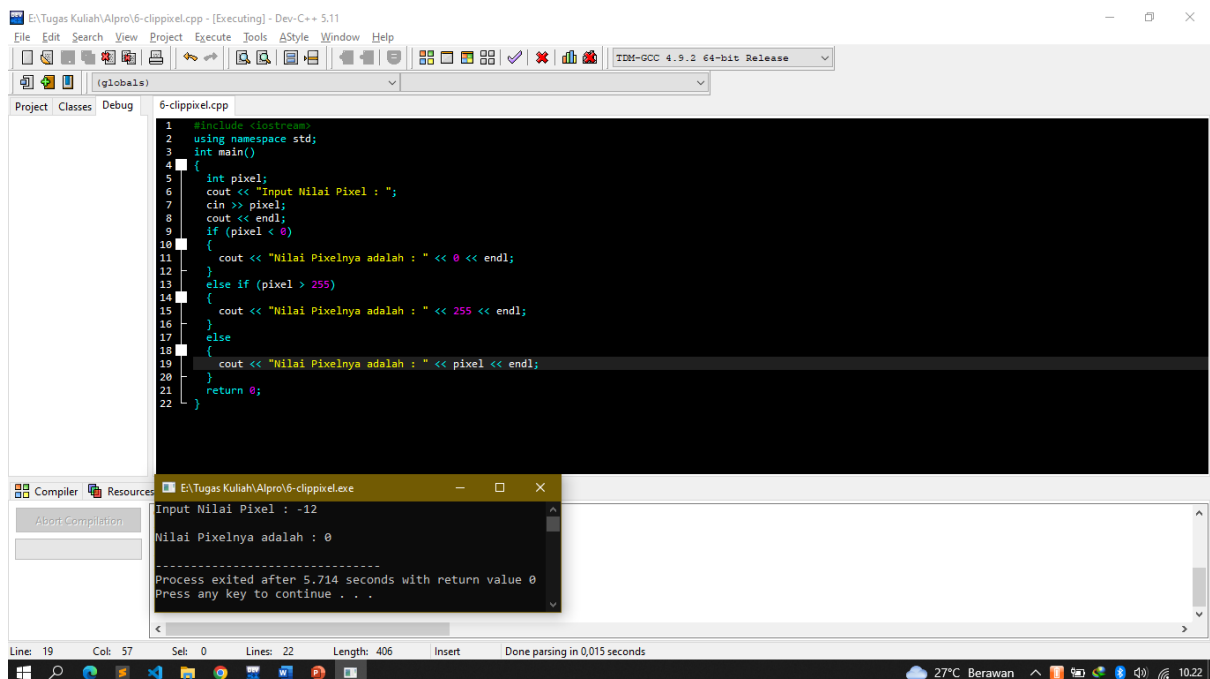 E:\Tugas Kuliah\Alpro\6-clippixel.cpp - [Executing] - Dev-C++ 5.11
File Edit Search View Project Execute Tools AStyle Window Help
TDM-GCC 4.9.2 64-bit Release
(globals)
Project Classes Debug 6-clippixel.cpp
1 #include <iostream>
2 using namespace std;
3 int main()
4 {
5 int pixel;
6 cout << "Input Nilai Pixel : ";
7 cin >> pixel;
8 cout << endl;
9 if (pixel < 0)
10 {
11 cout << "Nilai Pixelnya adalah : " << 0 << endl;
12 }
13 else if (pixel > 255)
14 {
15 cout << "Nilai Pixelnya adalah : " << 255 << endl;
16 }
17 else
18 {
19 cout << "Nilai Pixelnya adalah : " << pixel << endl;
20 }
21 return 0;
22 }
Compiler Resources
E:\Tugas Kuliah\Alpro\6-clippixel.exe
Abort Compilation
Input Nilai Pixel : -12
Nilai Pixelnya adalah : 0
--------------------------------
Process exited after 5.714 seconds with return value 0
Press any key to continue . . .
Line: 19 Col: 57 Sel: 0 Lines: 22 Length: 406 Insert Done parsing in 0,015 seconds
27°C Berawan 10.22